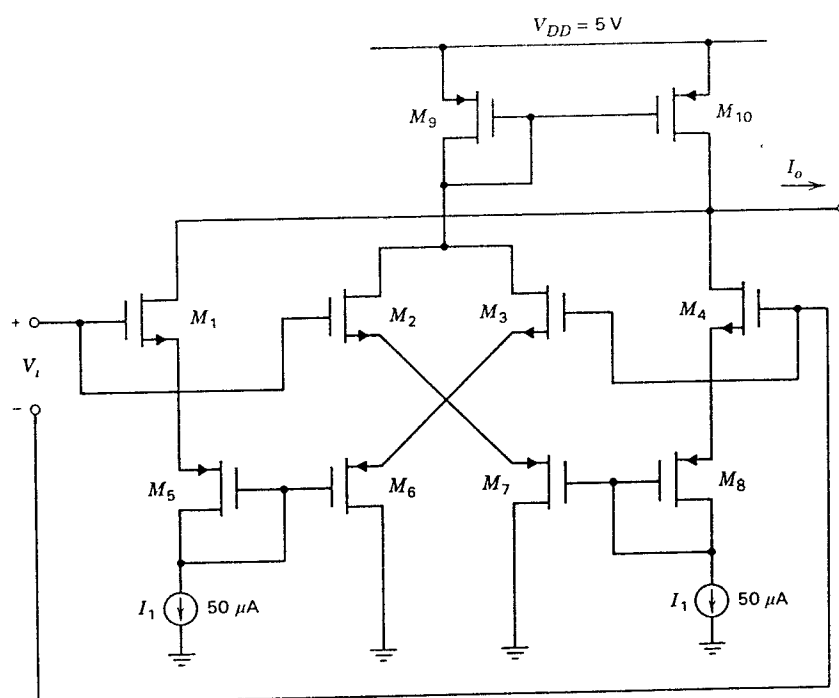 V_DD = 5 V
M_9
M_10
I_o
+
M_1
M_2
M_3
M_4
V_i
−
M_5
M_6
M_7
M_8
I_1
50 μA
I_1
50 μA